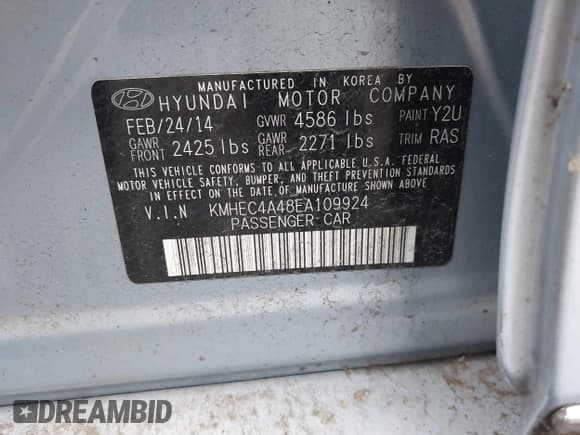 MANUFACTURED IN KOREA BY
HYUNDAI MOTOR COMPANY
FEB/24/14 GVWR 4586 lbs PAINT Y2U
GAWR FRONT 2425 lbs GAWR REAR 2271 lbs TRIM RAS
THIS VEHICLE CONFORMS TO ALL APPLICABLE U.S.A. FEDERAL
MOTOR VEHICLE SAFETY, BUMPER, AND THEFT PREVENTION STANDARDS
IN EFFECT ON THE DATE OF MANUFACTURE SHOWN ABOVE
V.I.N KMHEC4A48EA109924
PASSENGER CAR
DREAMBID